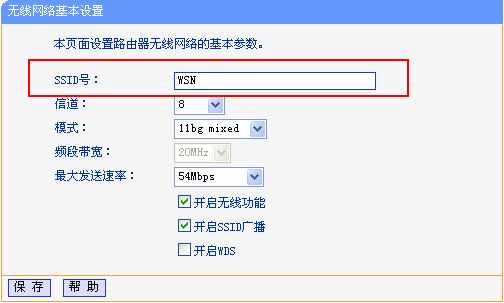 无线网络基本设置
本页面设置路由器无线网络的基本参数。
SSID号： WSN
信道： 8
模式： 11bg mixed
频段带宽： 20MHz
最大发送速率： 54Mbps
开启无线功能
开启SSID广播
开启WDS
保 存 帮 助